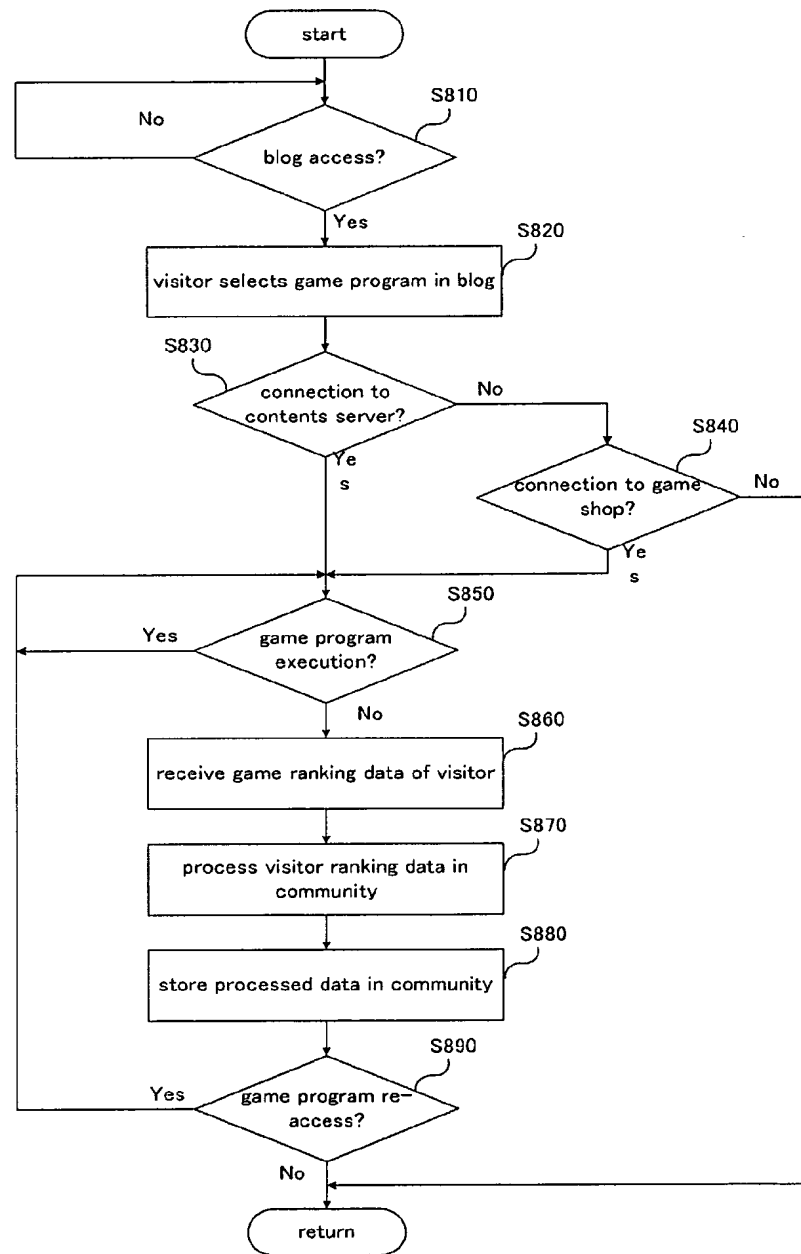 start
S810
No
blog access?
Yes
S820
visitor selects game program in blog
S830
connection to
contents server?
No
S840
Ye
s
connection to game
shop?
No
Ye
s
S850
Yes
game program
execution?
No
S860
receive game ranking data of visitor
S870
process visitor ranking data in
community
S880
store processed data in community
S890
Yes
game program re-
access?
No
return